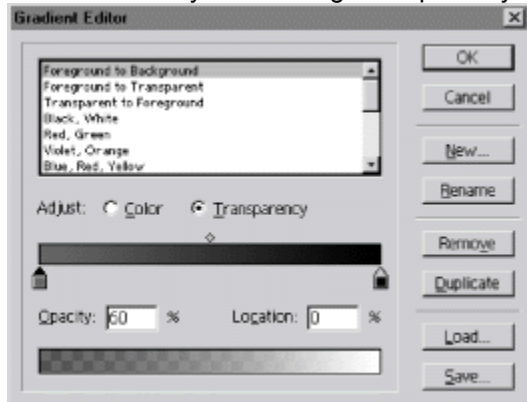 Gradient Editor
Foreground to Background
Foreground to Transparent
Transparent to Foreground
Black, White
Red, Green
Violet, Orange
Blue, Red, Yellow
Adjust: Color Transparency
Opacity: 60 % Location: 0 %
OK
Cancel
New...
Rename
Remove
Duplicate
Load...
Save...